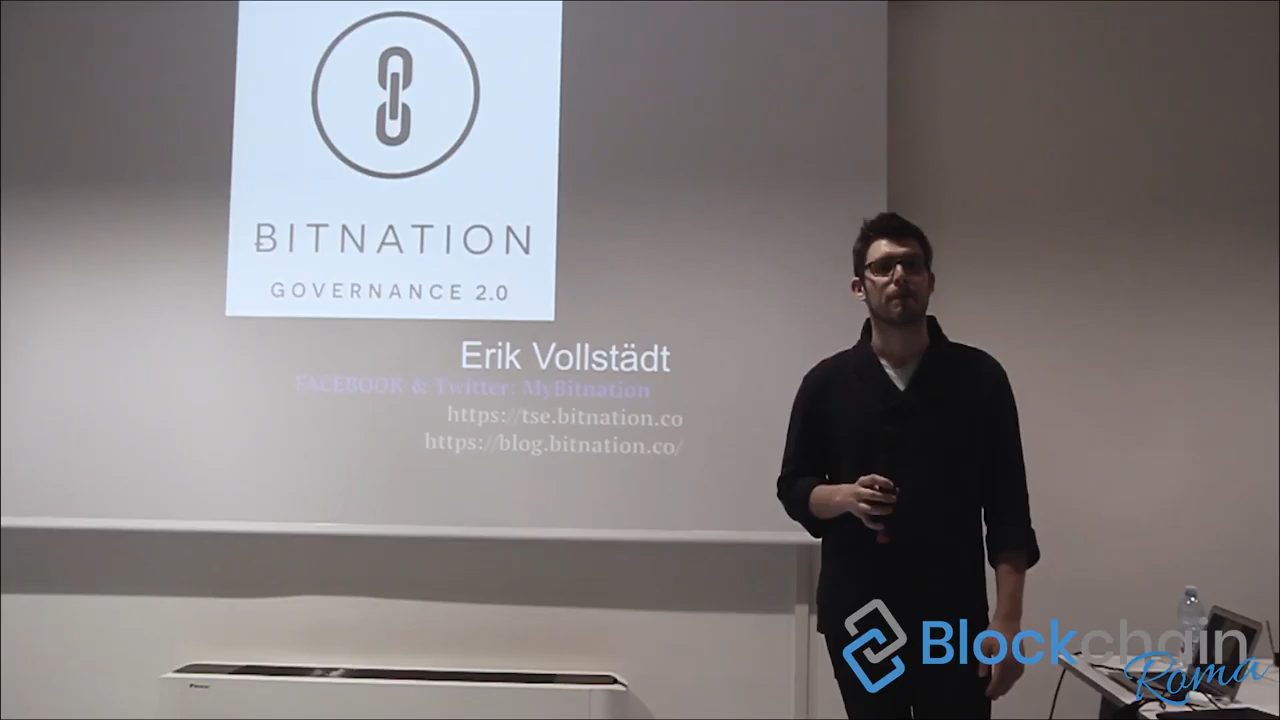 BITNATION
GOVERNANCE 2.0
Erik Vollstädt
FACEBOOK & Twitter: MyBitnation
https://tse.bitnation.co
https://blog.bitnation.co/
Blockchain
Roma